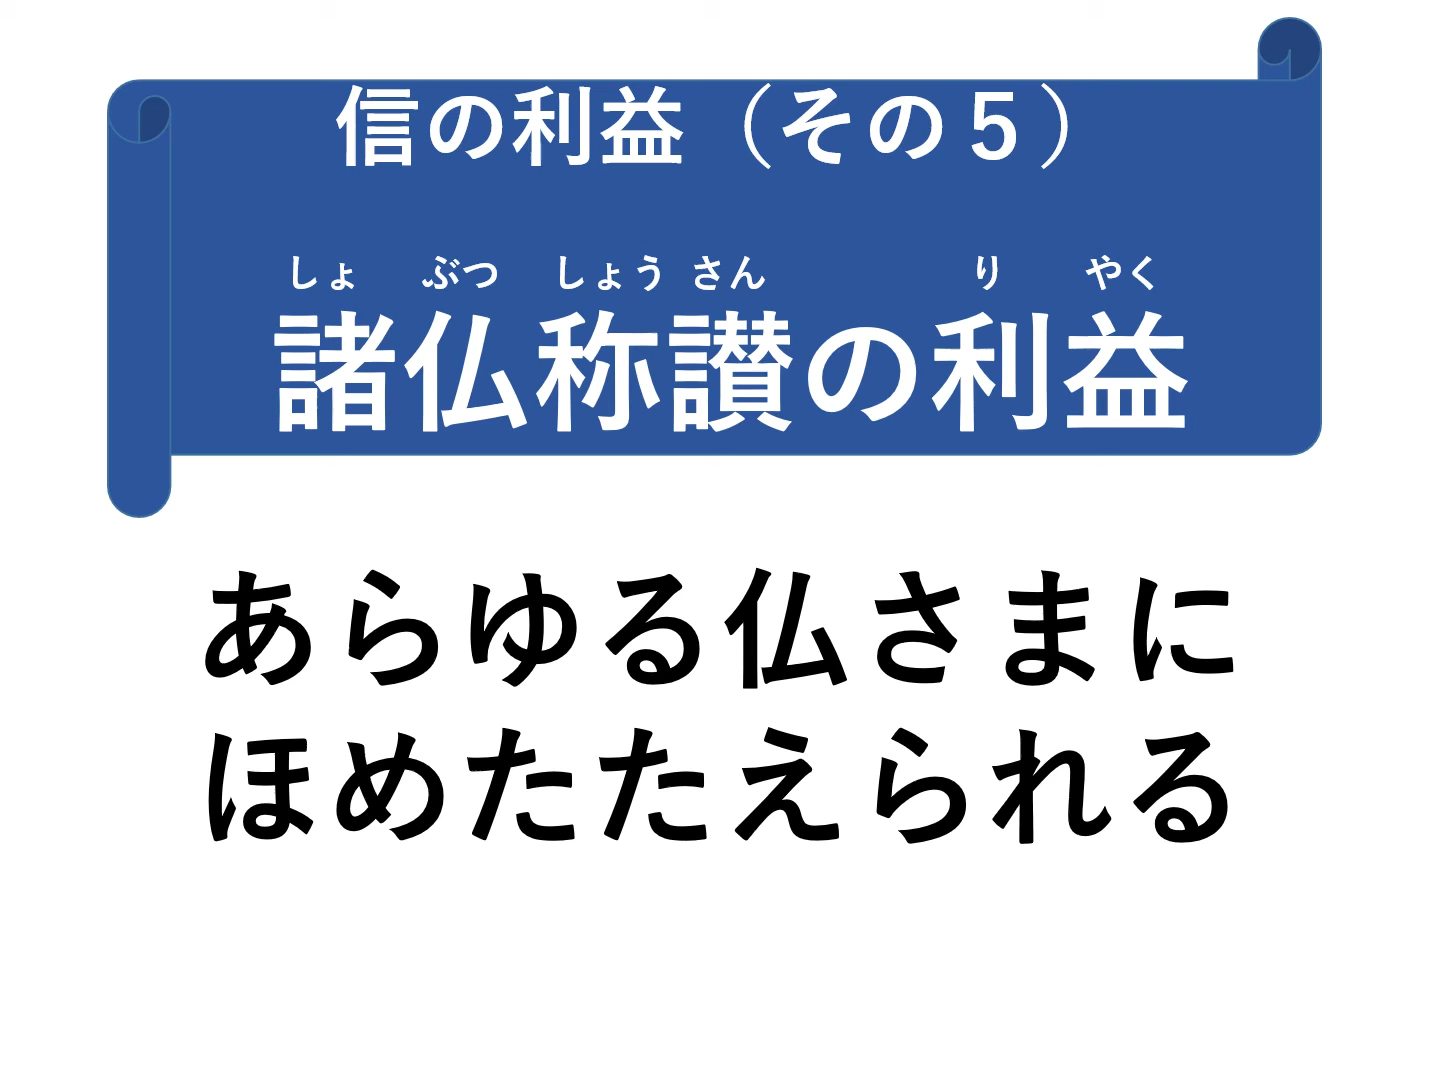 信の利益（その５）
しょ ぶつ しょう さん り やく
諸仏称讃の利益
あらゆる仏さまに
ほめたたえられる